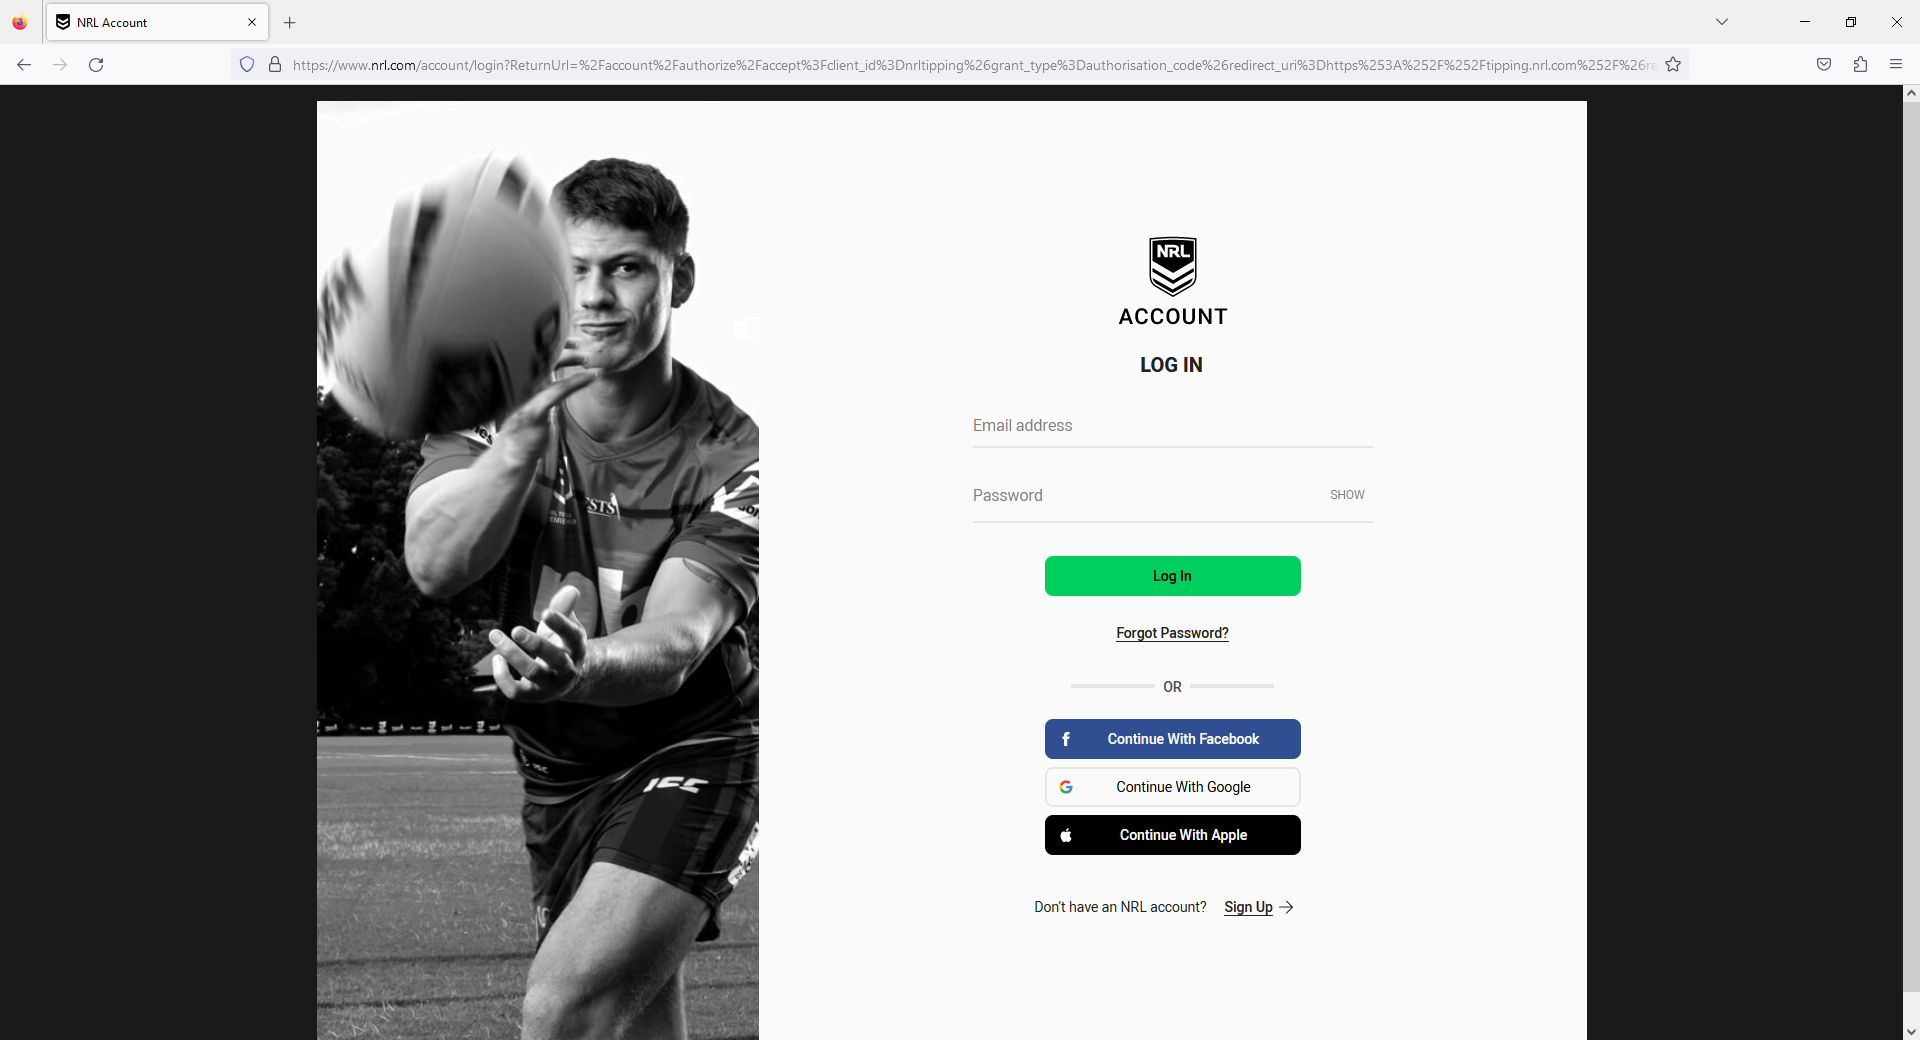 NRL Account
https://www.nrl.com/account/login?ReturnUrl=%2Faccount%2Fauthorize%2Faccept%3Fclient_id%3Dnrltipping%26grant_type%3Dauthorisation_code%26redirect_uri%3Dhttps%253A%252F%252Ftipping.nrl.com%252F%26re
NRL
ACCOUNT
LOG IN
Email address
Password
SHOW
Log In
Forgot Password?
OR
Continue With Facebook
Continue With Google
Continue With Apple
Don't have an NRL account? Sign Up
ISC